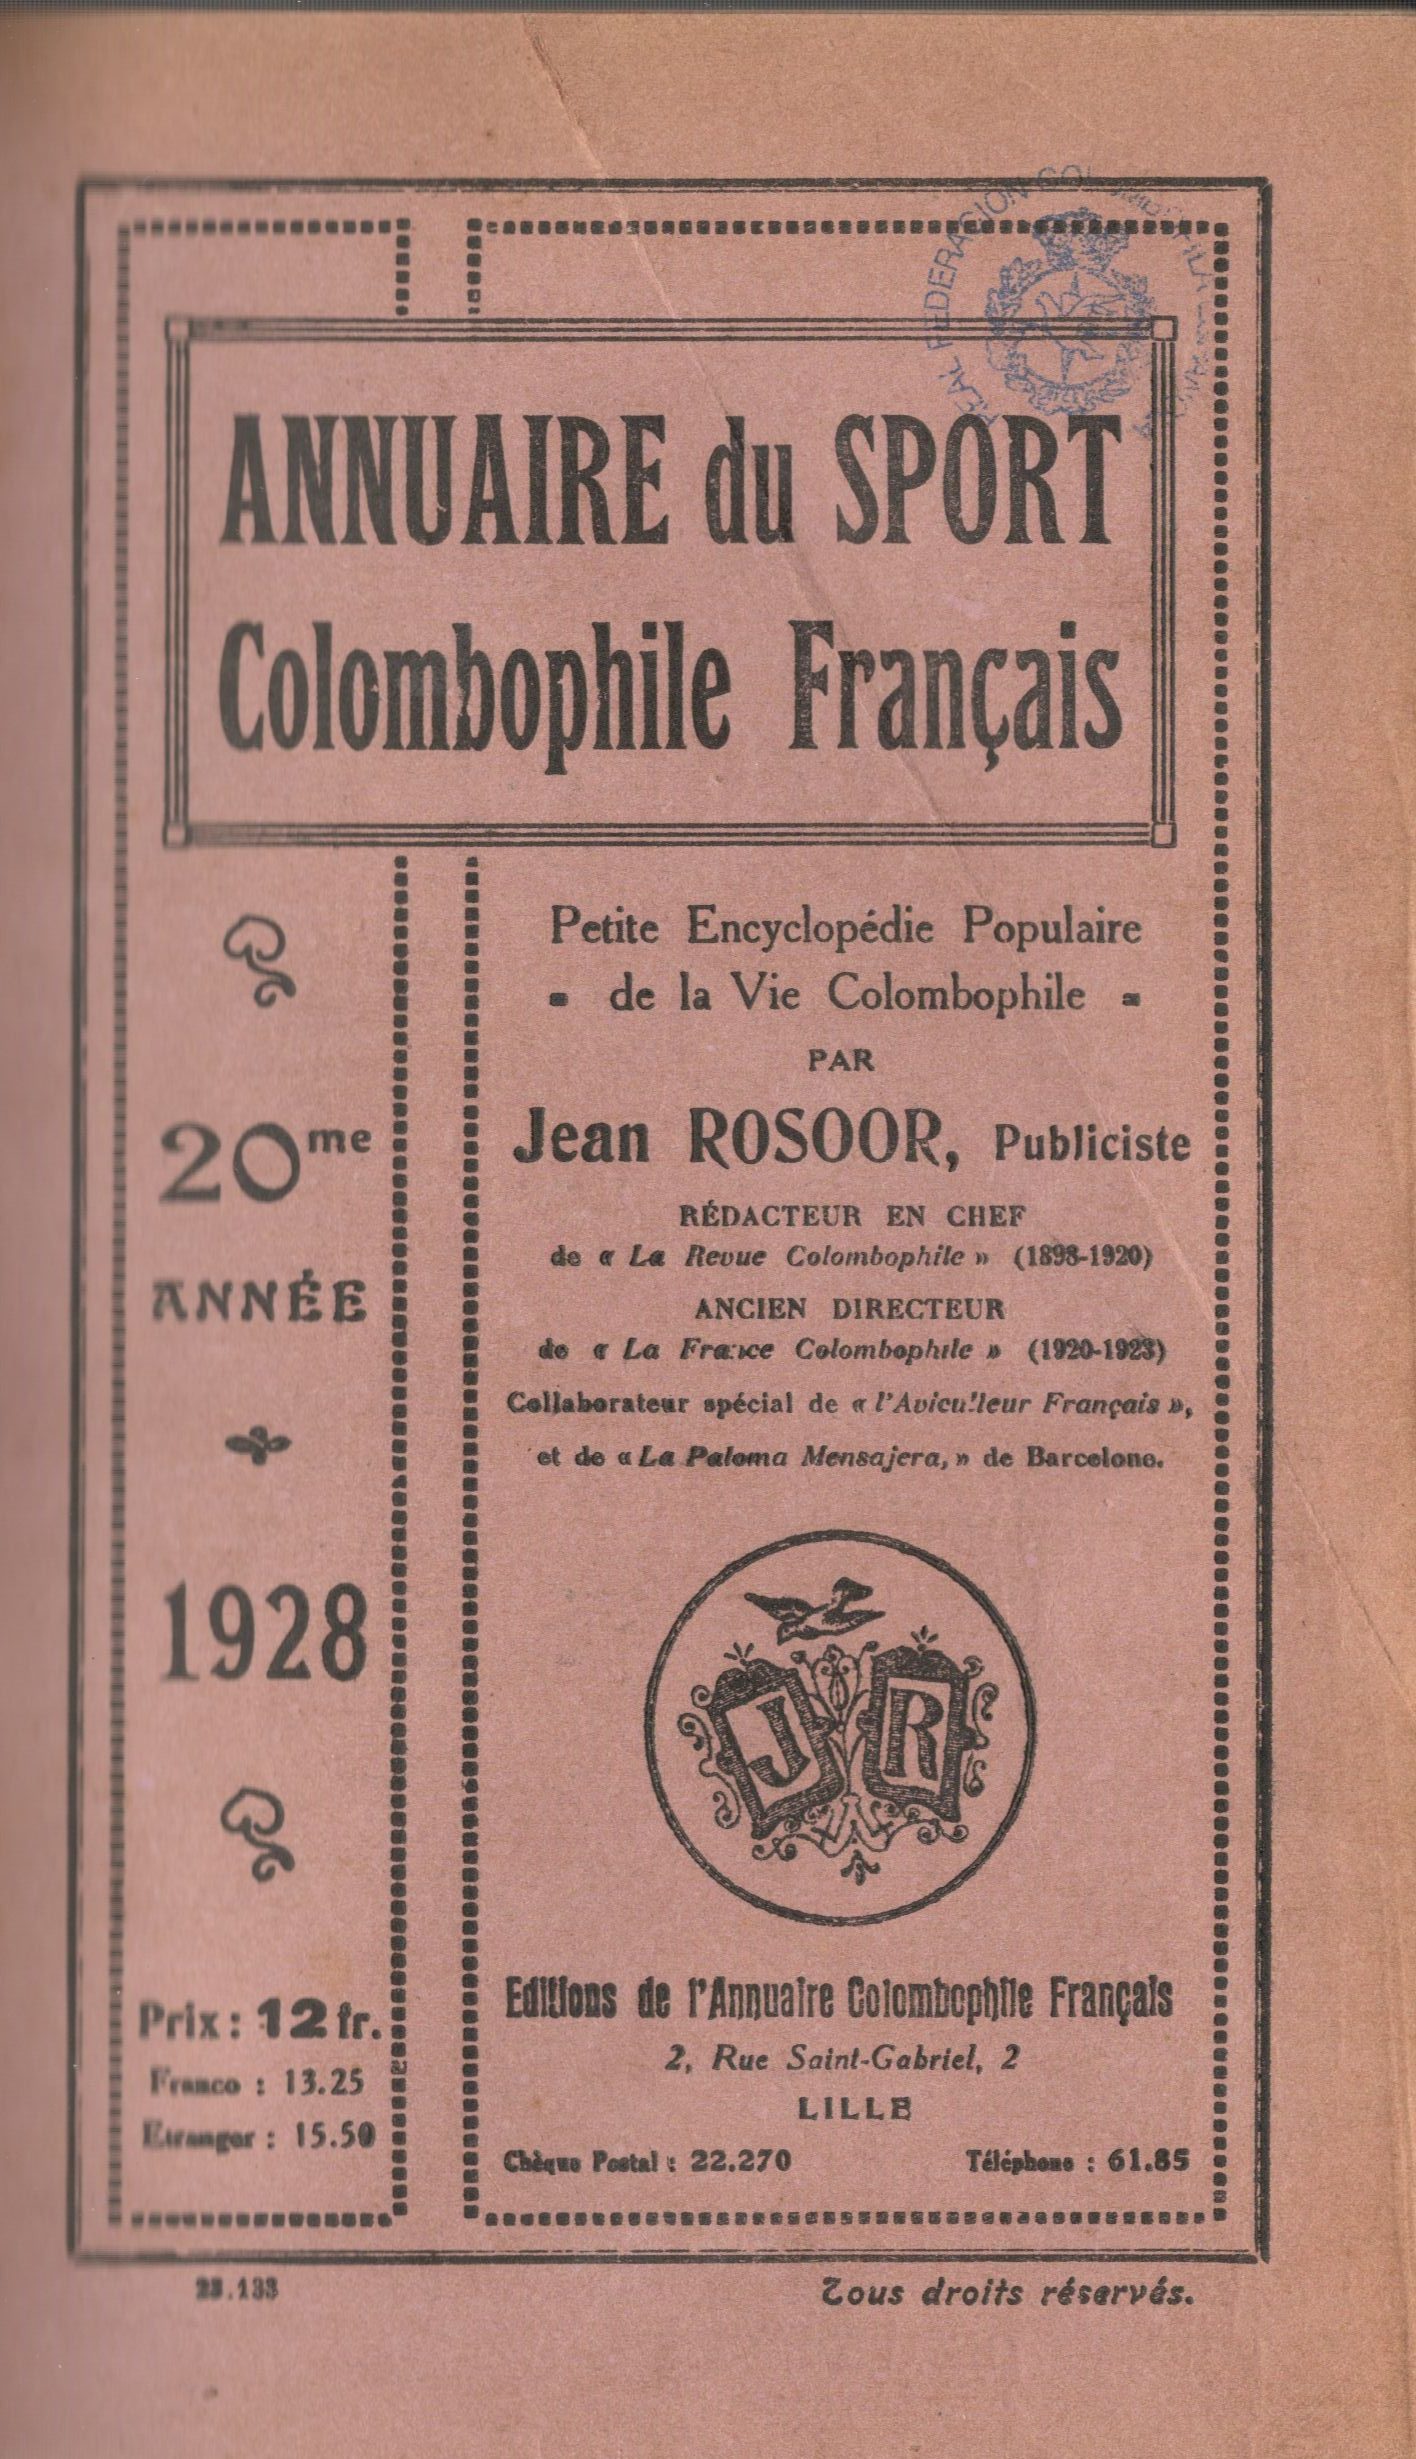 REAL FEDERACION COL
ANNUAIRE du SPORT
Colombophile Français
20me
ANNÉE
1928
Prix : 12 fr.
Franco : 13.25
Etranger : 15.50
Petite Encyclopédie Populaire
de la Vie Colombophile
PAR
Jean ROSOOR, Publiciste
RÉDACTEUR EN CHEF
de « La Revue Colombophile » (1898-1920)
ANCIEN DIRECTEUR
de « La France Colombophile » (1920-1923)
Collaborateur spécial de « l'Aviculteur Français »,
et de « La Paloma Mensajera, » de Barcelone.
J R
Editions de l'Annuaire Colombophile Français
2, Rue Saint-Gabriel, 2
LILLE
Chèque Postal : 22.270 Téléphone : 61.85
23.133 Tous droits réservés.